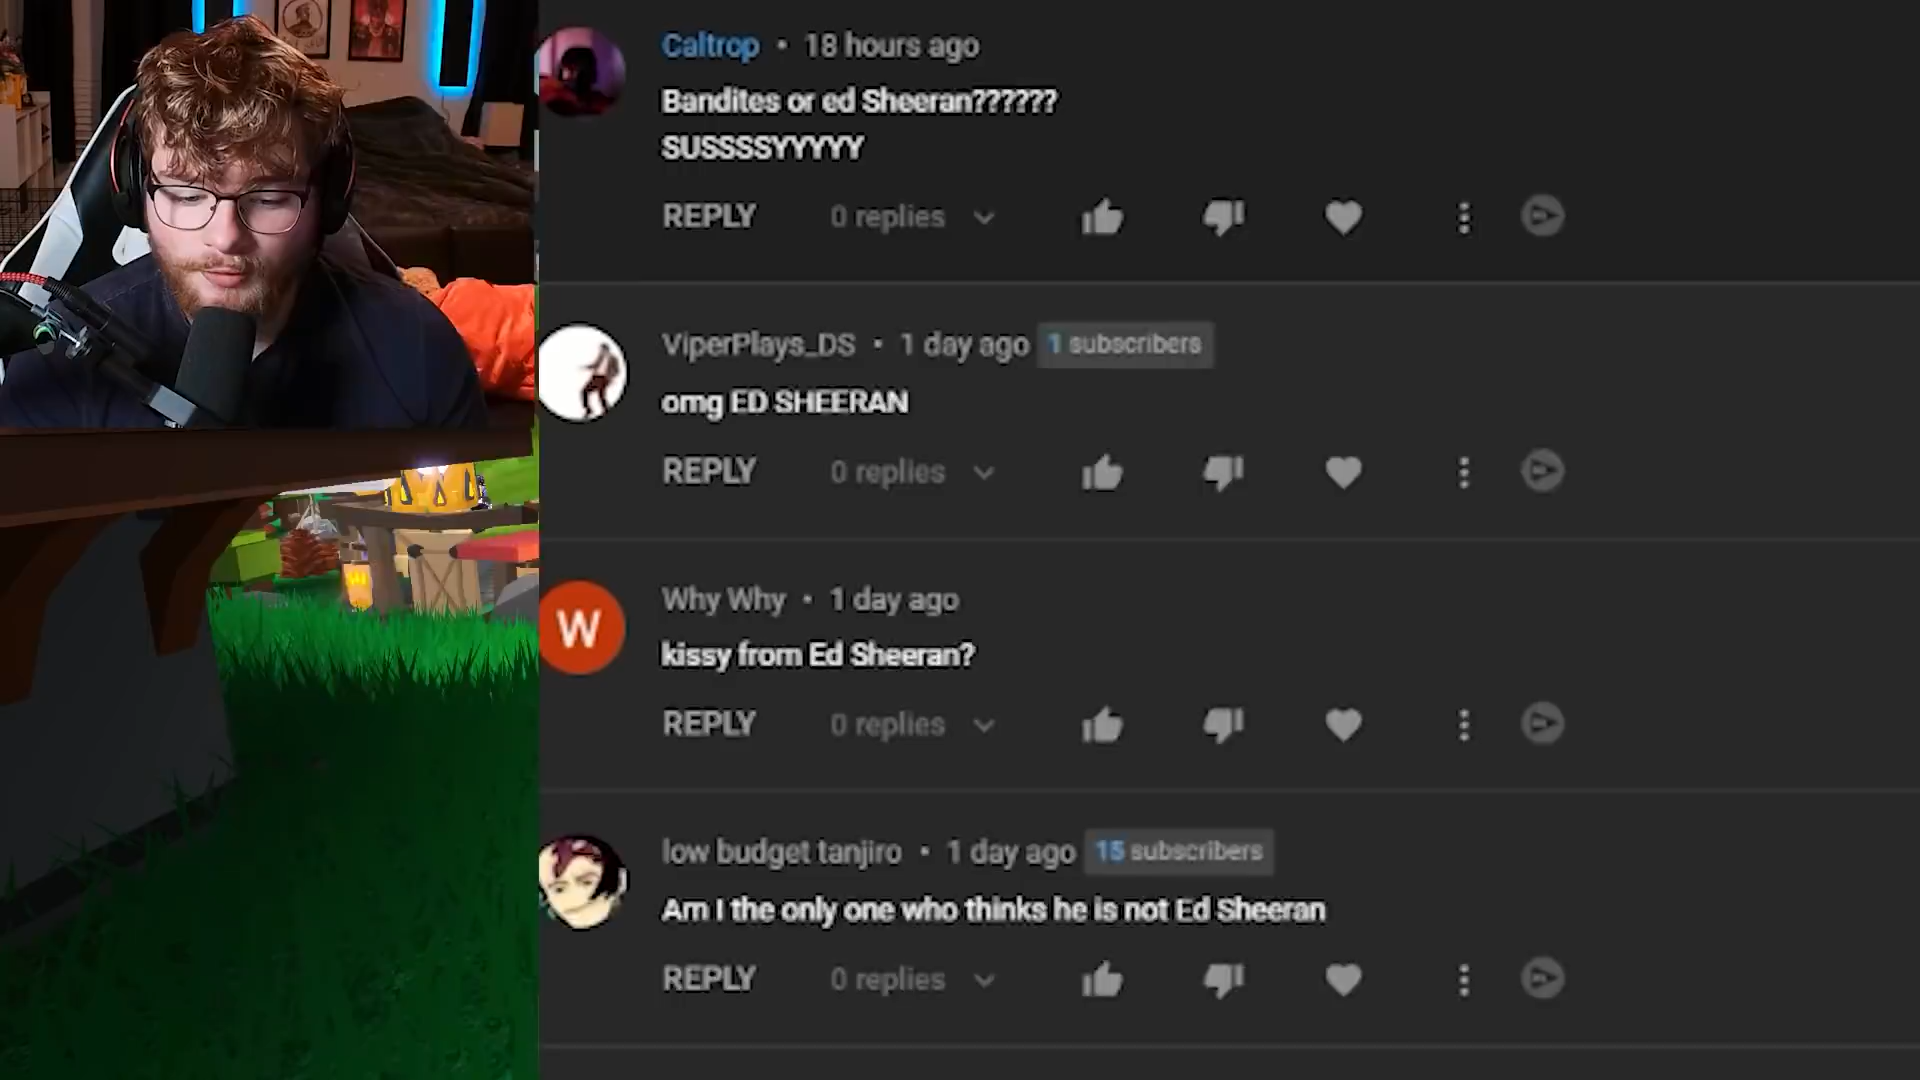 Caltrop • 18 hours ago
Bandites or ed Sheeran??????
SUSSSSYYYYY
REPLY 0 replies
ViperPlays_DS • 1 day ago 1 subscribers
omg ED SHEERAN
REPLY 0 replies
W
Why Why • 1 day ago
kissy from Ed Sheeran?
REPLY 0 replies
low budget tanjiro • 1 day ago 15 subscribers
Am I the only one who thinks he is not Ed Sheeran
REPLY 0 replies